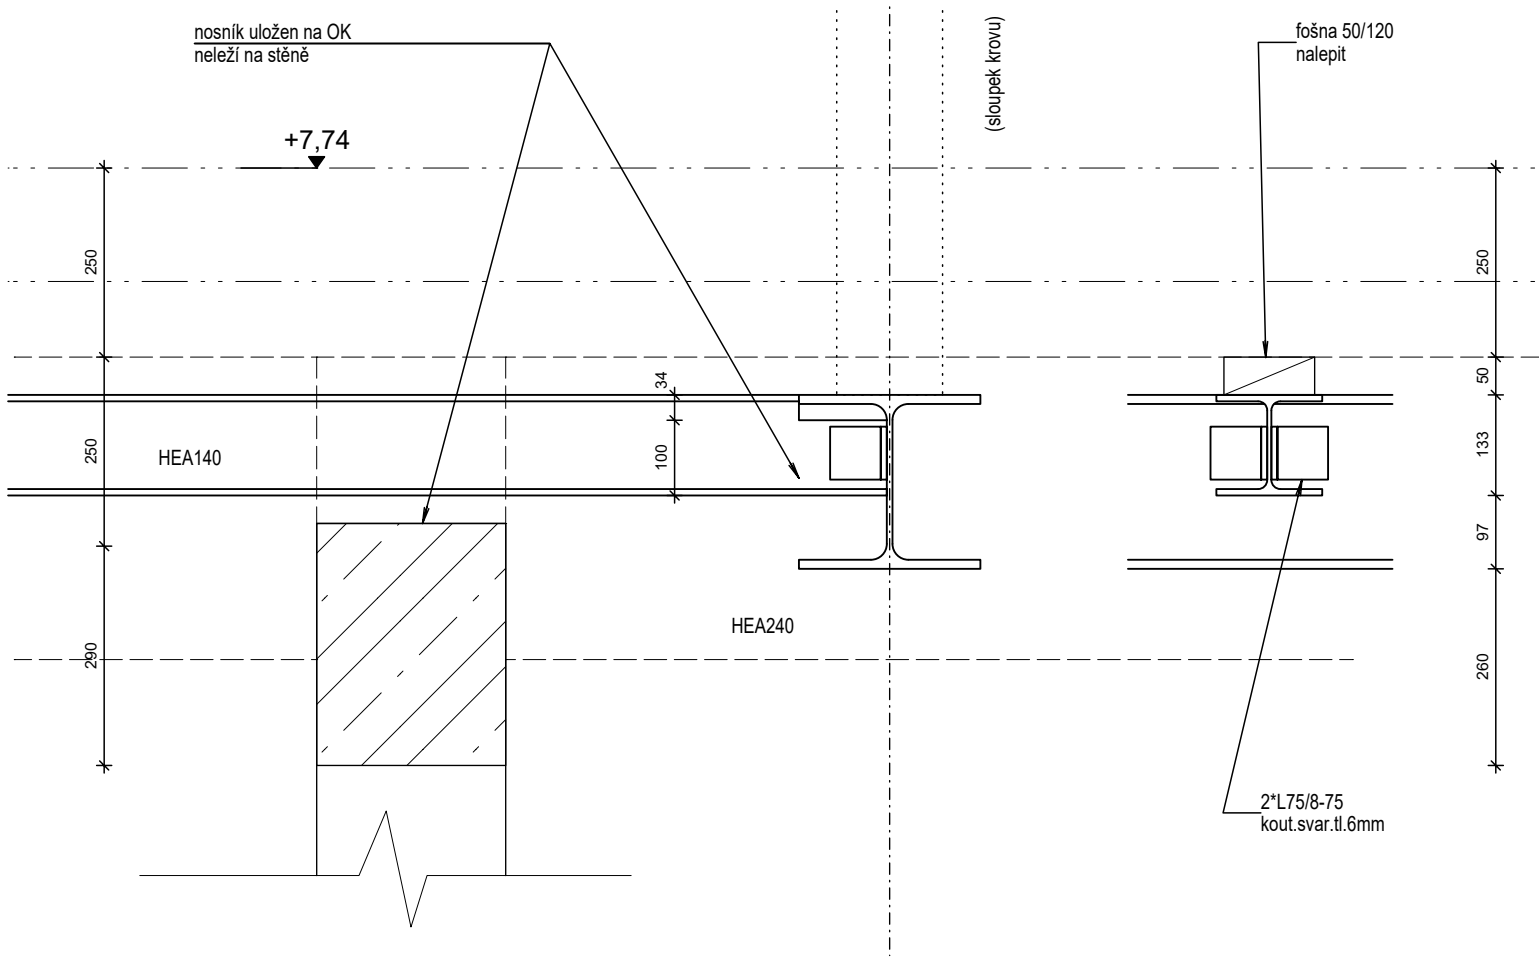 nosník uložen na OK
neleží na stěně
(sloupek krovu)
fošna 50/120
nalepit
+7,74
250
250
34
50
250
HEA140
100
133
97
HEA240
290
260
2*L75/8-75
kout.svar.tl.6mm